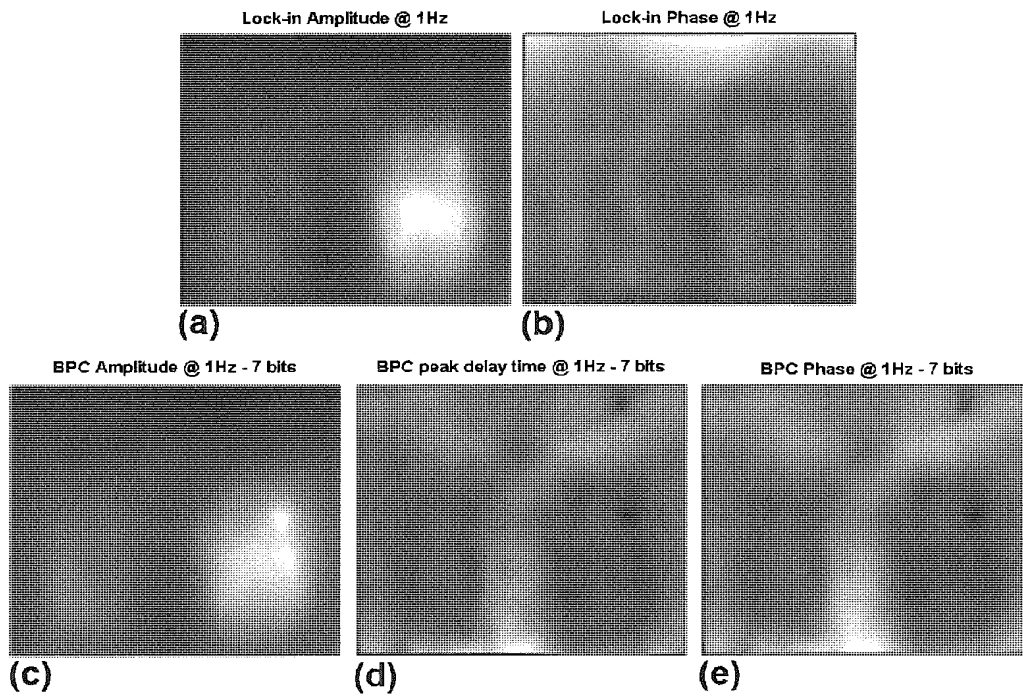 Lock-in Amplitude @ 1Hz
Lock-in Phase @ 1Hz
(a)
(b)
BPC Amplitude @ 1Hz - 7 bits
BPC peak delay time @ 1Hz - 7 bits
BPC Phase @ 1Hz - 7 bits
(c)
(d)
(e)